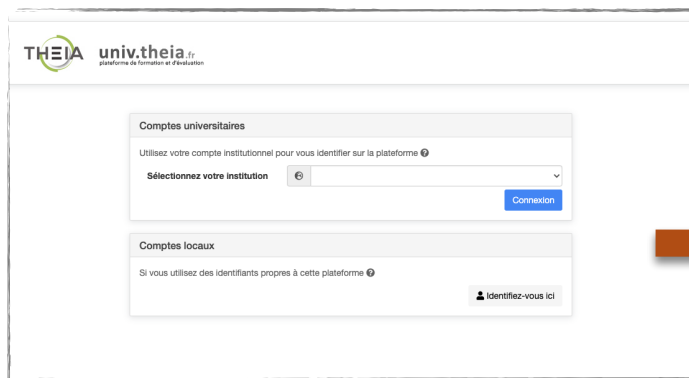 THEIA univ.theia.fr
plateforme de formation et d'évaluation
Comptes universitaires
Utilisez votre compte institutionnel pour vous identifier sur la plateforme
Sélectionnez votre institution
Connexion
Comptes locaux
Si vous utilisez des identifiants propres à cette plateforme
Identifiez-vous ici